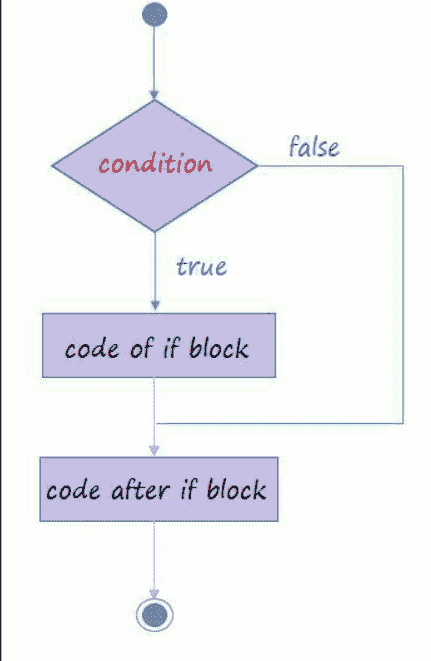 condition
false
true
code of if block
code after if block